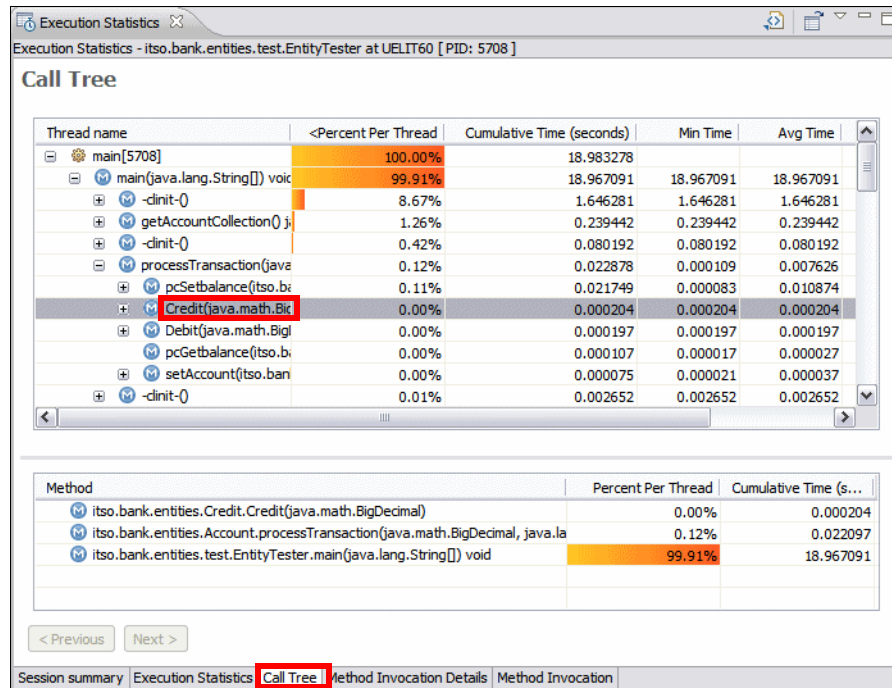 Execution Statistics
Execution Statistics - itso.bank.entities.test.EntityTester at UELIT60 [ PID: 5708 ]
Call Tree
Thread name <Percent Per Thread Cumulative Time (seconds) Min Time Avg Time
main[5708] 100.00% 18.983278
main(java.lang.String[]) void 99.91% 18.967091 18.967091 18.967091
-clinit-() 8.67% 1.646281 1.646281 1.646281
getAccountCollection() j 1.26% 0.239442 0.239442 0.239442
-clinit-() 0.42% 0.080192 0.080192 0.080192
processTransaction(java 0.12% 0.022878 0.000109 0.007626
pcSetbalance(itso.ba 0.11% 0.021749 0.000083 0.010874
Credit(java.math.Big 0.00% 0.000204 0.000204 0.000204
Debit(java.math.BigI 0.00% 0.000197 0.000197 0.000197
pcGetbalance(itso.b 0.00% 0.000107 0.000017 0.000027
setAccount(itso.ban 0.00% 0.000075 0.000021 0.000037
-clinit-() 0.01% 0.002652 0.002652 0.002652
Method Percent Per Thread Cumulative Time (s...
itso.bank.entities.Credit.Credit(java.math.BigDecimal) 0.00% 0.000204
itso.bank.entities.Account.processTransaction(java.math.BigDecimal, java.la 0.12% 0.022097
itso.bank.entities.test.EntityTester.main(java.lang.String[]) void 99.91% 18.967091
< Previous Next >
Session summary Execution Statistics Call Tree Method Invocation Details Method Invocation